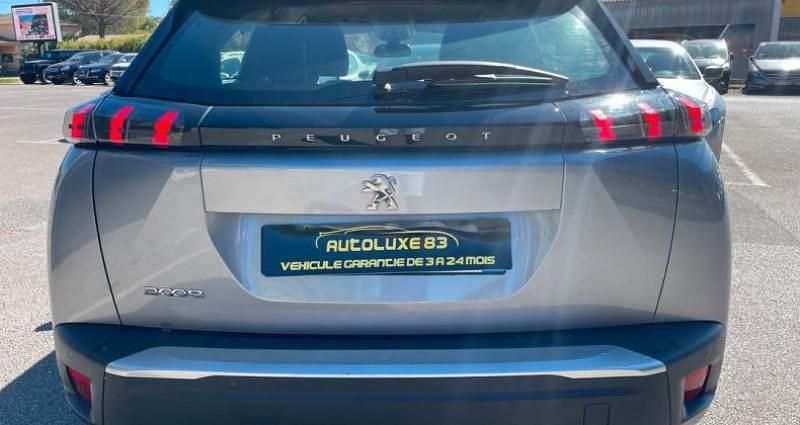 PEUGEOT
AUTOLUXE 83
VEHICULE GARANTIE DE 3 A 24 MOIS
2008